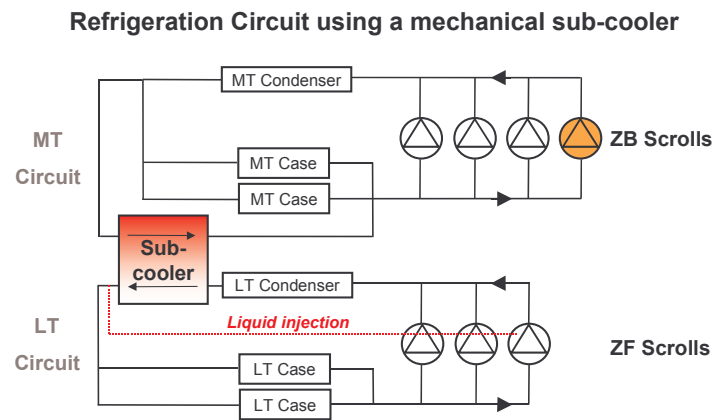 Refrigeration Circuit using a mechanical sub-cooler
MT Condenser
MT
Circuit
ZB Scrolls
MT Case
MT Case
Sub-
cooler
LT Condenser
Liquid injection
LT
Circuit
ZF Scrolls
LT Case
LT Case